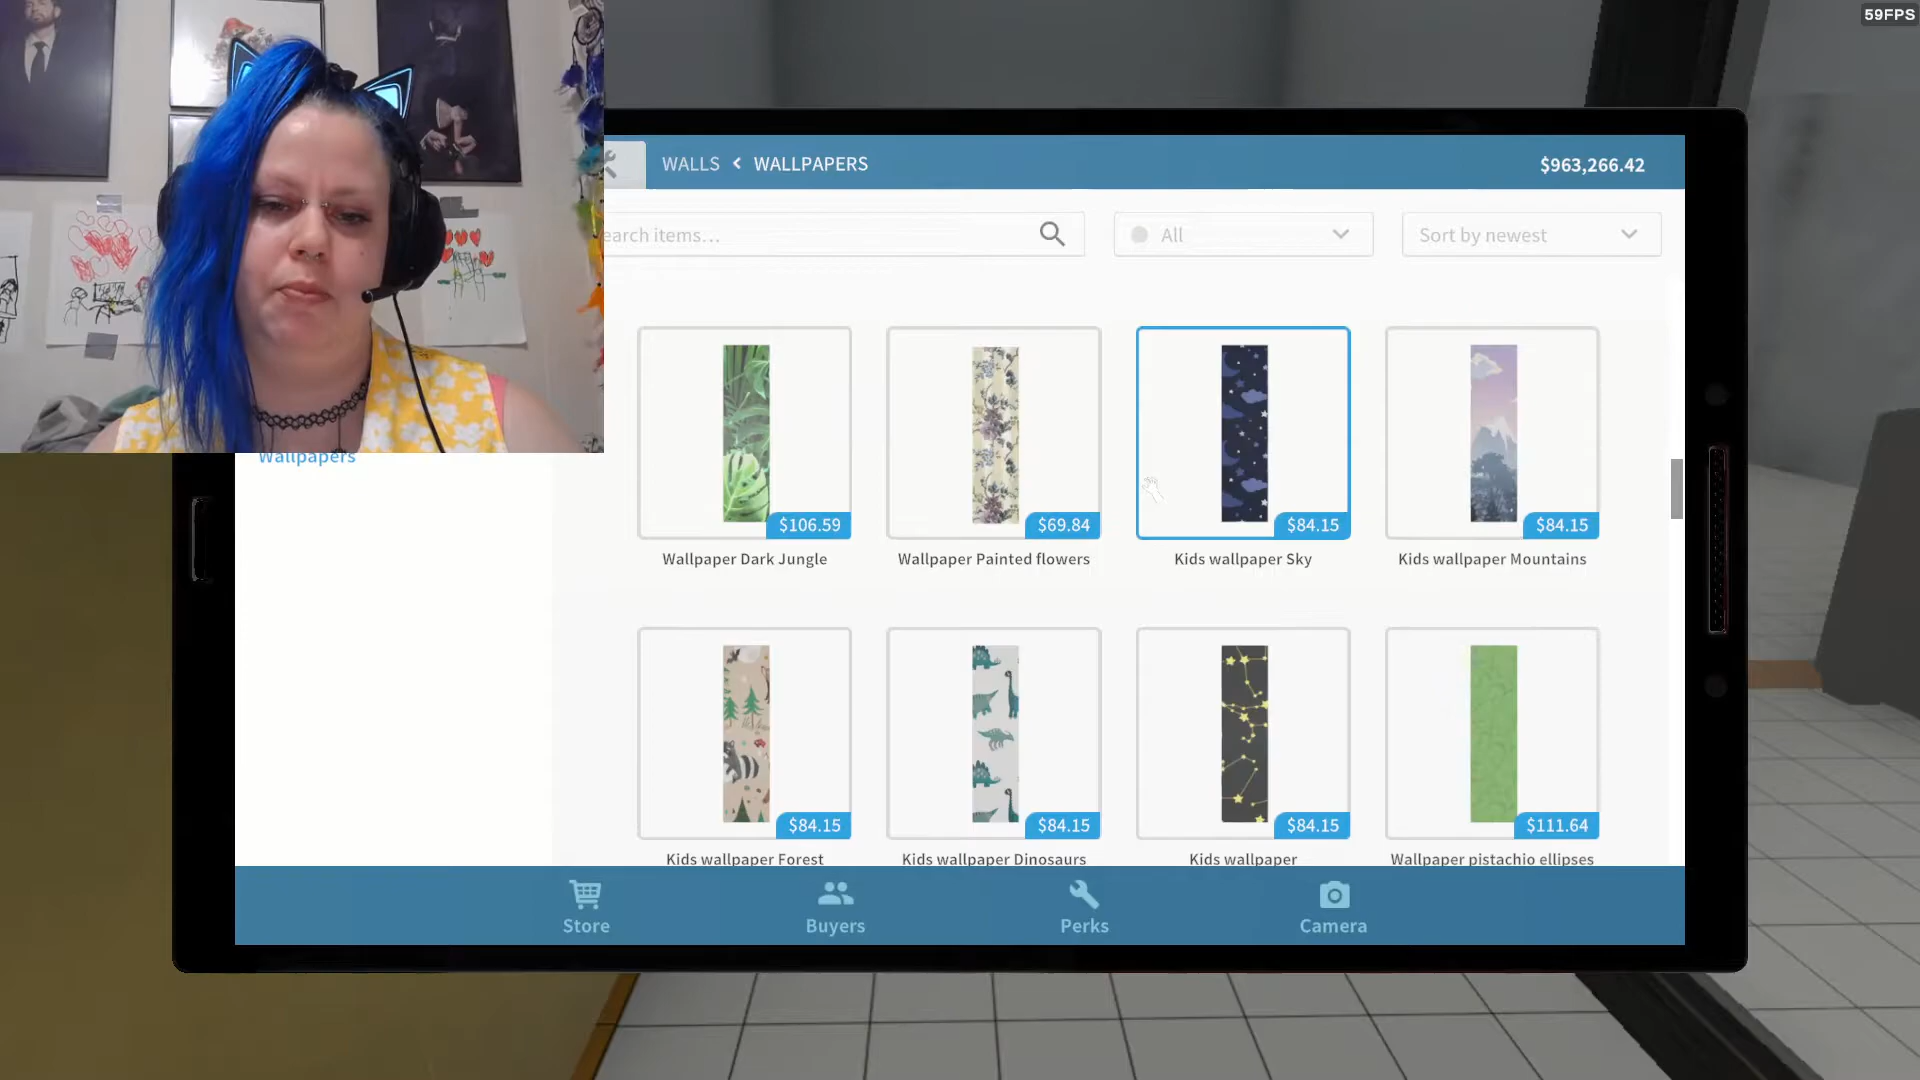 59FPS
WALLS < WALLPAPERS
$963,266.42
earch items...
All
Sort by newest
Wallpapers
$106.59
$69.84
$84.15
$84.15
Wallpaper Dark Jungle
Wallpaper Painted flowers
Kids wallpaper Sky
Kids wallpaper Mountains
$84.15
$84.15
$84.15
$111.64
Kids wallpaper Forest
Kids wallpaper Dinosaurs
Kids wallpaper
Wallpaper pistachio ellipses
Store
Buyers
Perks
Camera